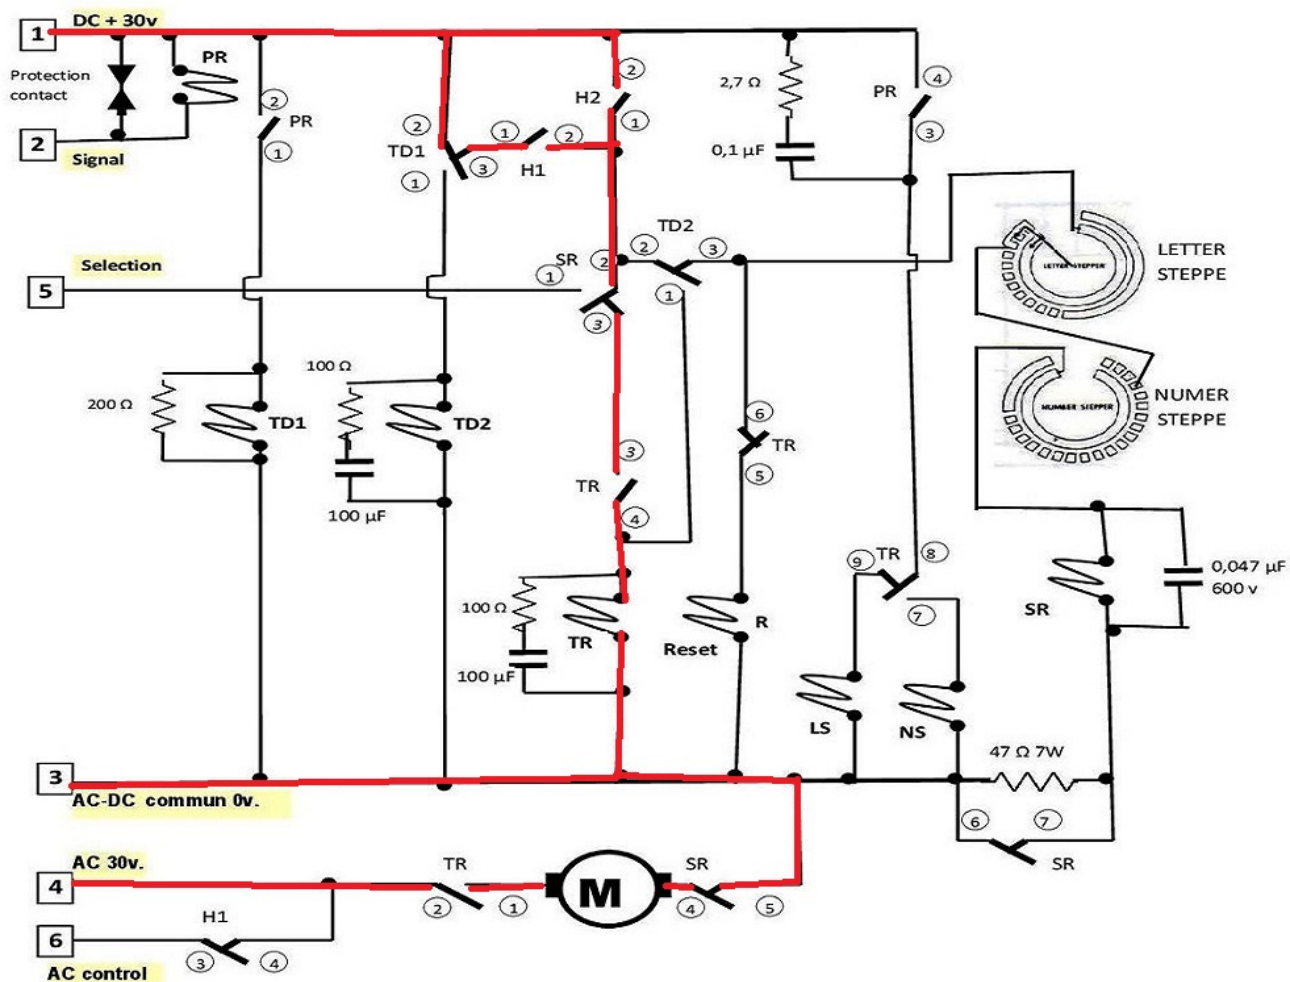 DC + 30v
1
Protection
contact
PR
2
PR
1
2
Signal
2
TD1
1
1
2
3
H1
2
H2
1
2,7 Ω
0,1 µF
PR
4
3
Selection
5
1
SR
2
3
TD2
2
3
1
LETTER STEPPER
LETTER
STEPPE
NUMBER STEPPER
NUMER
STEPPE
200 Ω
TD1
100 Ω
TD2
100 µF
3
TR
4
6
TR
5
100 Ω
TR
100 µF
R
Reset
9
TR
8
7
LS
NS
SR
0,047 µF
600 v
47 Ω 7W
6
7
SR
3
AC-DC commun 0v.
AC 30v.
4
TR
2
1
M
SR
4
5
6
H1
3
4
AC control